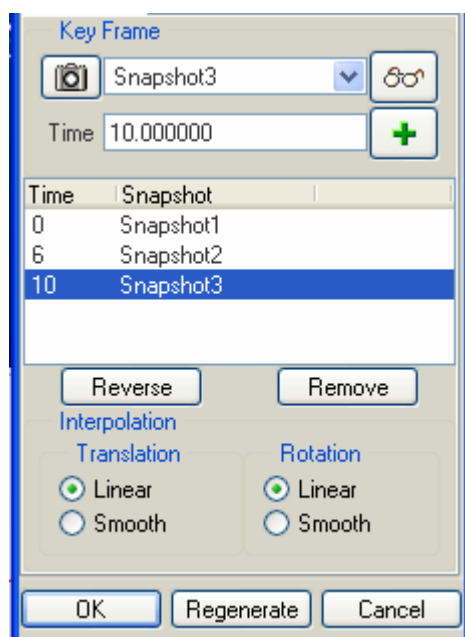 Key Frame
Snapshot3
Time 10.000000
Time Snapshot
0 Snapshot1
6 Snapshot2
10 Snapshot3
Reverse Remove
Interpolation
Translation Rotation
Linear Linear
Smooth Smooth
OK Regenerate Cancel